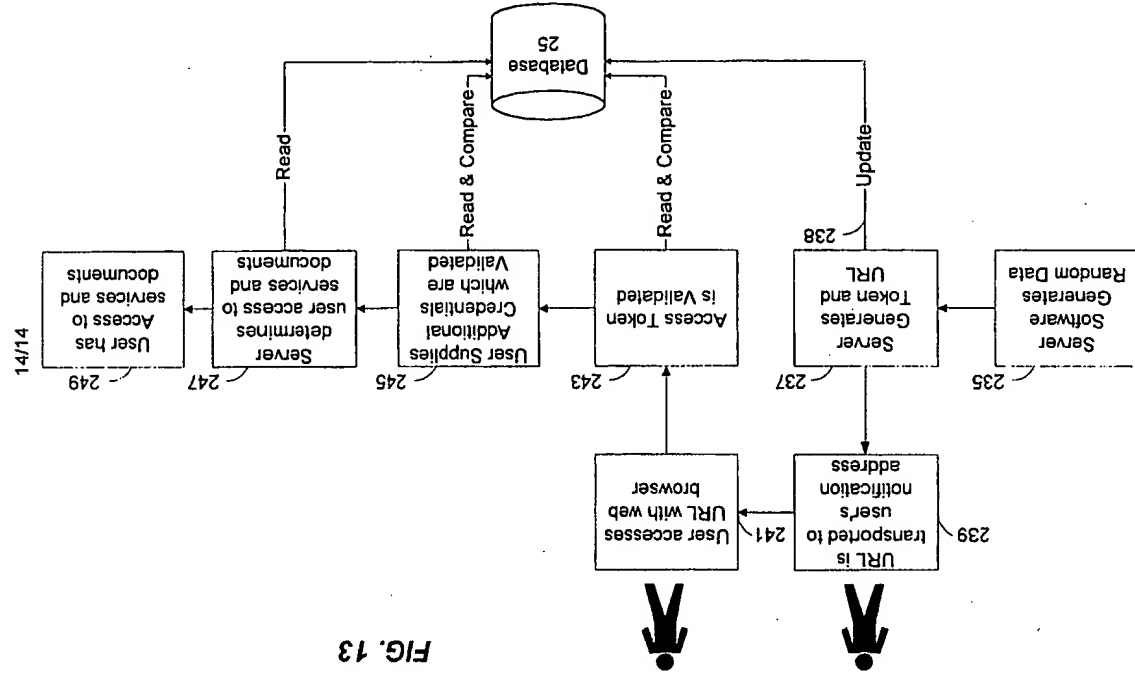 FIG. 13
239
URL is
transported to
user's
notification
address
241
User accesses
URL with web
browser
235
Server
Software
Generates
Random Data
237
Server
Generates
Token and
URL
238
243
Access Token
is Validated
245
User Supplies
Additional
Credentials
which are
Validated
247
Server
determines
user access to
services and
documents
249
User has
Access to
services and
documents
14/14
Update
Read & Compare
Read & Compare
Read
Database
25